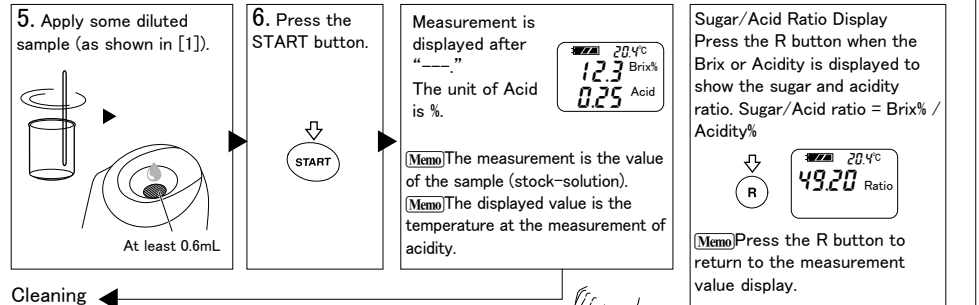 5. Apply some diluted
sample (as shown in [1]).
At least 0.6mL
6. Press the
START button.
START
Measurement is
displayed after
“---.”
The unit of Acid
is %.
20.4°C
12.3 Brix%
0.25 Acid
Memo The measurement is the value
of the sample (stock-solution).
Memo The displayed value is the
temperature at the measurement of
acidity.
Sugar/Acid Ratio Display
Press the R button when the
Brix or Acidity is displayed to
show the sugar and acidity
ratio. Sugar/Acid ratio = Brix% /
Acidity%
R
20.4°C
49.20 Ratio
Memo Press the R button to
return to the measurement
value display.
Cleaning